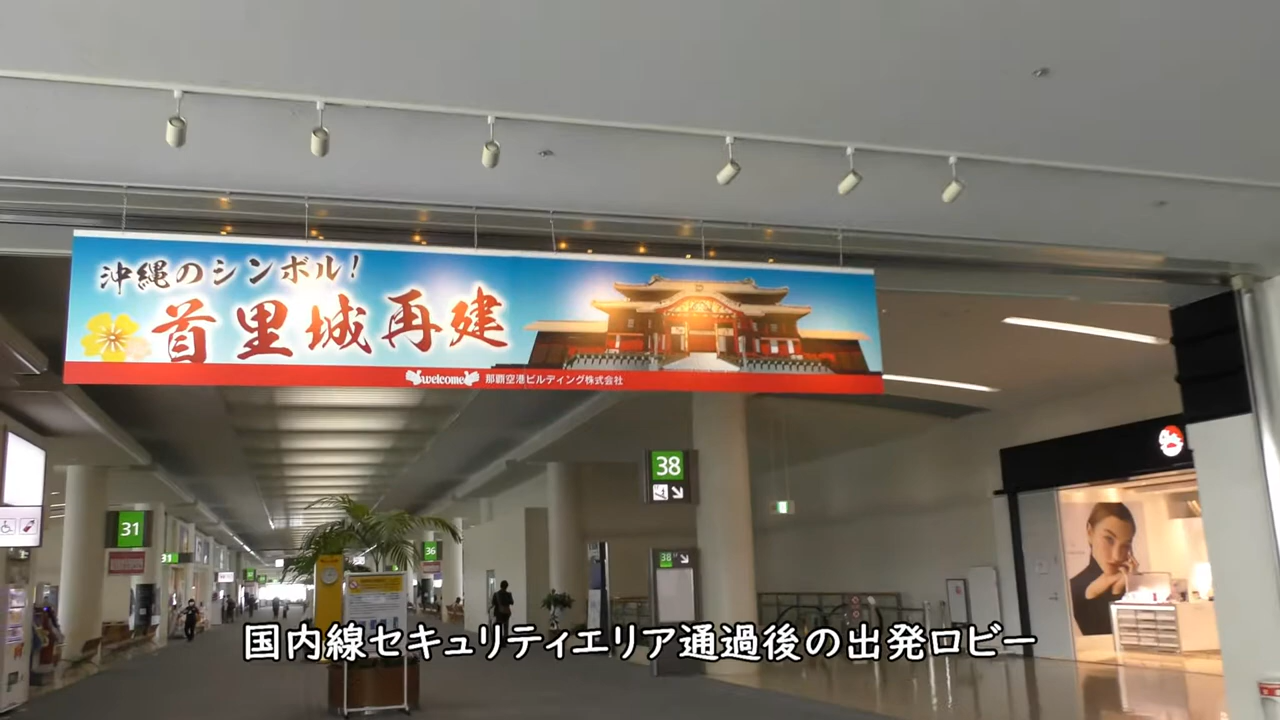 沖縄のシンボル!
首里城再建
welcome 那覇空港ビルディング株式会社
38
31
31
36
38
国内線セキュリティエリア通過後の出発ロビー